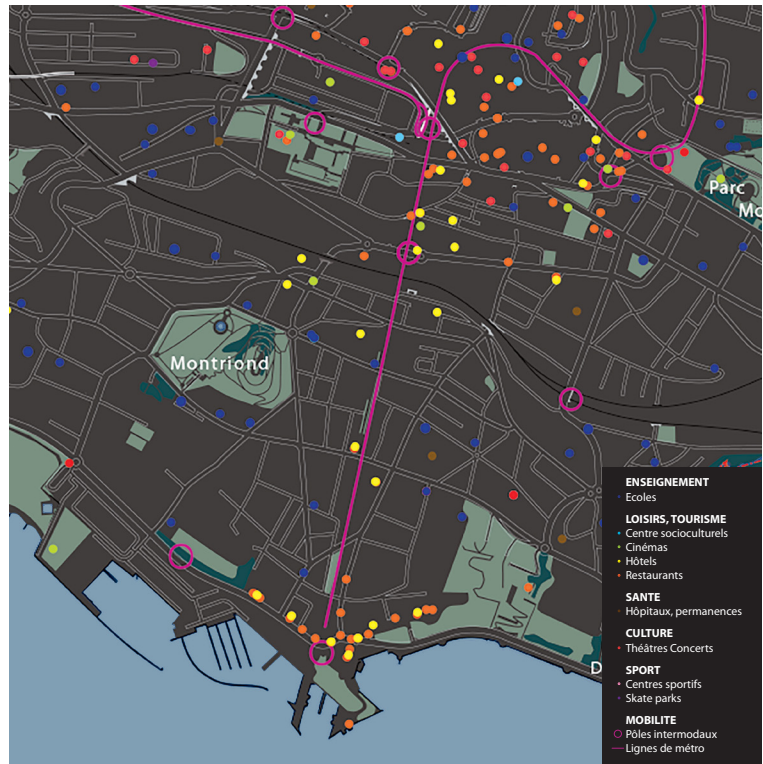 Parc
Mo
Montriond
D
ENSEIGNEMENT
Ecoles
LOISIRS, TOURISME
Centre socioculturels
Cinémas
Hôtels
Restaurants
SANTE
Hôpitaux, permanences
CULTURE
Théâtres Concerts
SPORT
Centres sportifs
Skate parks
MOBILITE
Pôles intermodaux
Lignes de métro